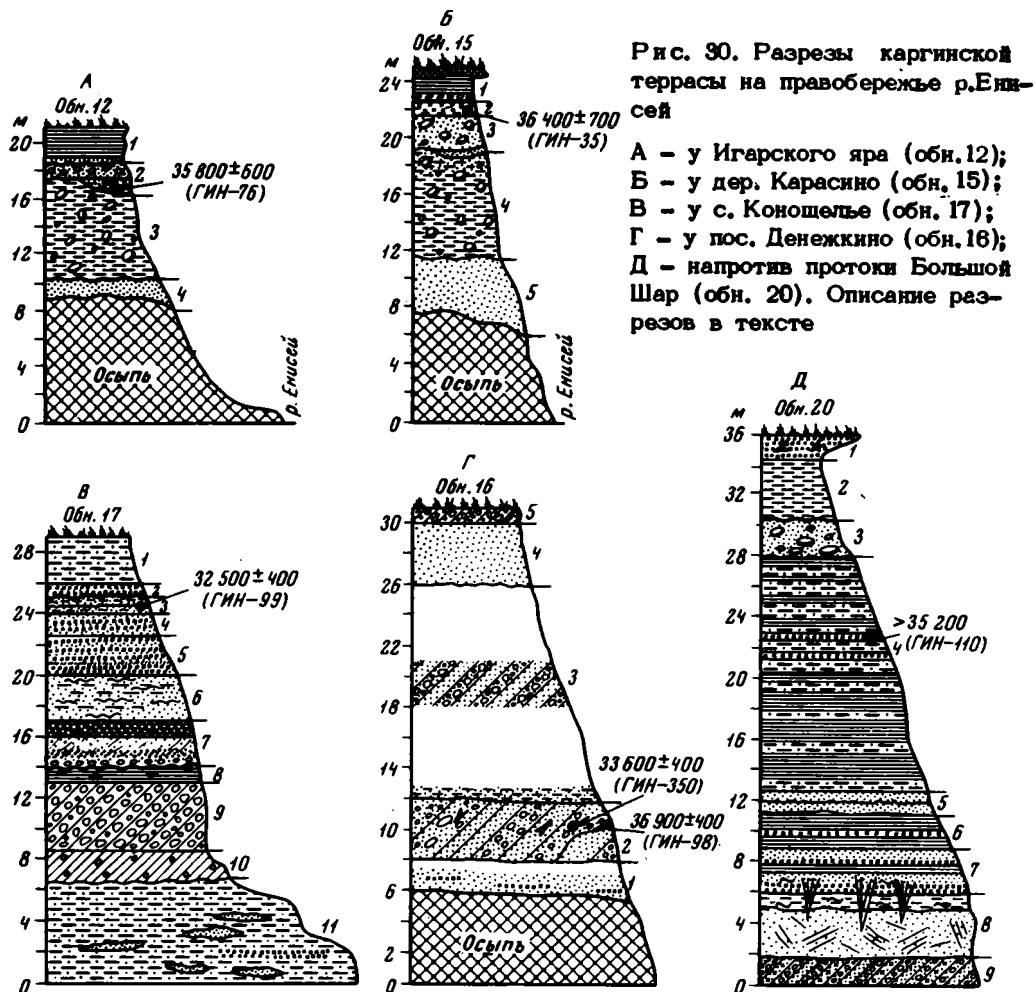 Рис. 30. Разрезы каргинской
террасы на правобережье р.Ени-
сей
А - у Игарского яра (обн.12);
Б - у дер. Карасино (обн. 15);
В - у с. Конощелье (обн. 17);
Г - у пос. Денежкино (обн.16);
Д - напротив протоки Большой
Шар (обн. 20). Описание раз-
резов в тексте
А
Обн. 12
м
20
16
12
8
4
0
1
2
3
4
35 800±600
(ГИН-76)
Осыпь
р. Енисей
Б
Обн. 15
м
24
20
16
12
8
4
0
1
2
3
4
5
36 400±700
(ГИН-35)
Осыпь
р. Енисей
В
Обн. 17
28
24
20
16
12
8
4
0
1
2
3
4
5
6
7
8
9
10
11
32 500±400
(ГИН-99)
Г
Обн. 16
30
26
22
18
14
10
6
2
0
5
4
3
2
1
33 600±400
(ГИН-350)
36 900±400
(ГИН-98)
Осыпь
Д
Обн. 20
м
36
32
28
24
20
16
12
8
4
0
1
2
3
4
5
6
7
8
9
>35 200
(ГИН-110)